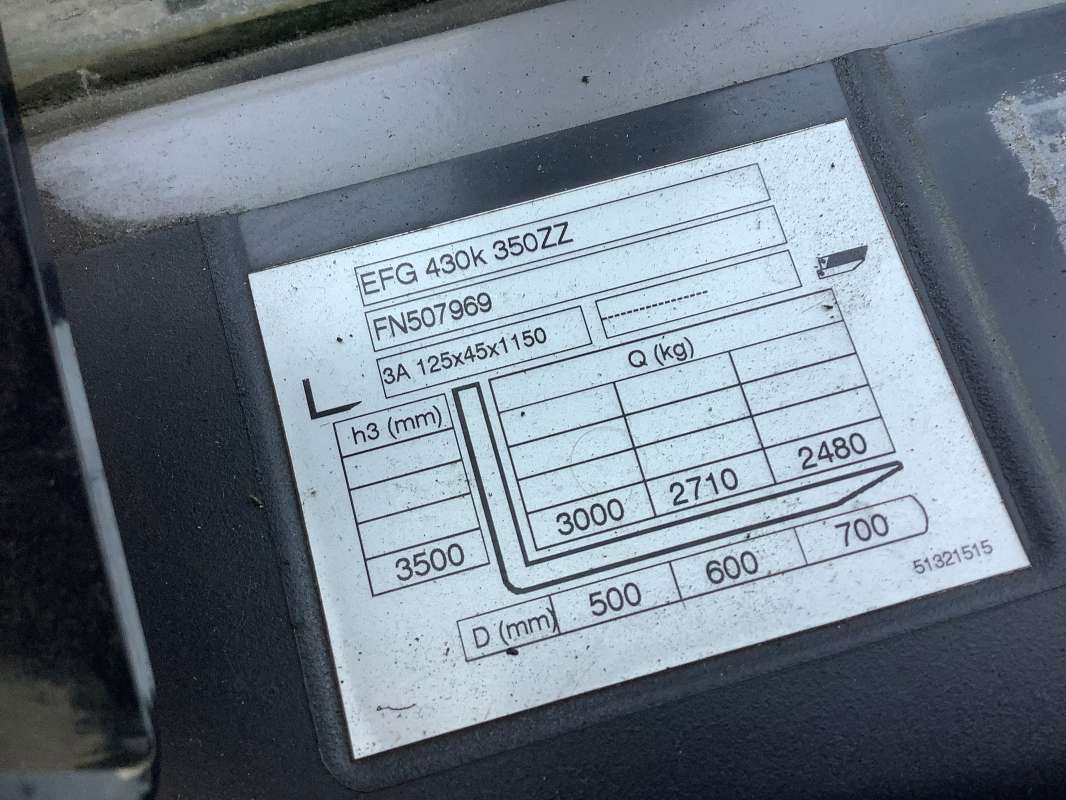 EFG 430k 350ZZ
FN507969
3A 125x45x1150
Q (kg)
h3 (mm)
3500 3000 2710 2480
D (mm) 500 600 700
51321515